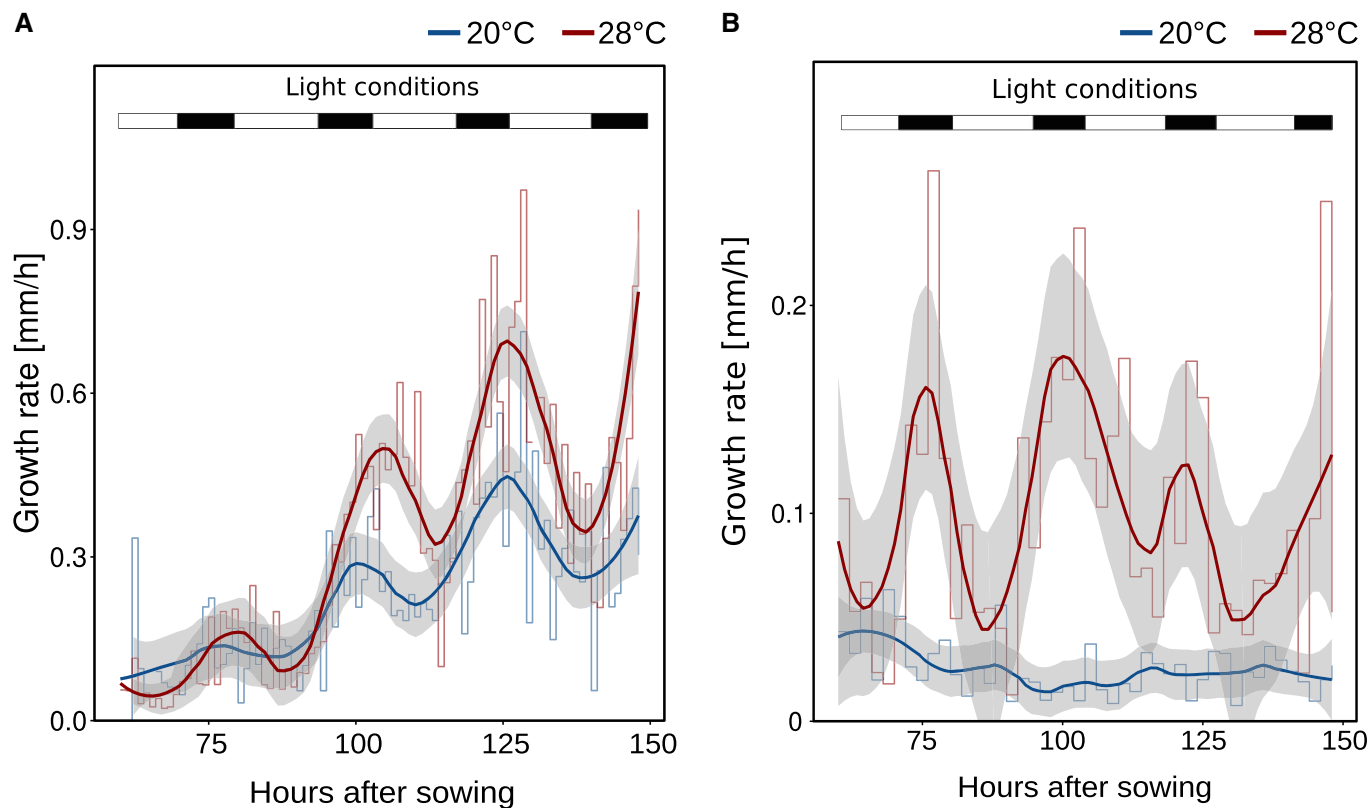 A
20°C 28°C
Light conditions
0.9
0.6
0.3
0.0
Growth rate [mm/h]
75 100 125 150
Hours after sowing
B
20°C 28°C
Light conditions
0.2
0.1
0
Growth rate [mm/h]
75 100 125 150
Hours after sowing